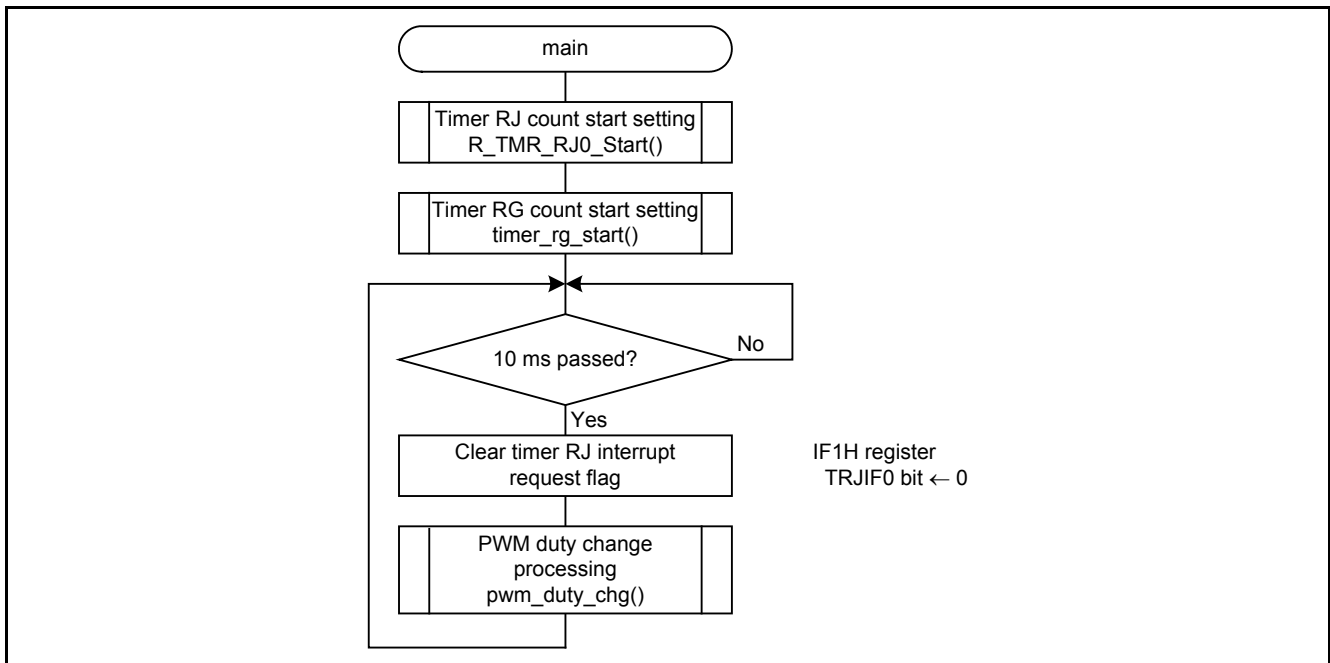 main
Timer RJ count start setting
R_TMR_RJ0_Start()
Timer RG count start setting
timer_rg_start()
10 ms passed?
No
Yes
Clear timer RJ interrupt
request flag
IF1H register
TRJIF0 bit ← 0
PWM duty change
processing
pwm_duty_chg()